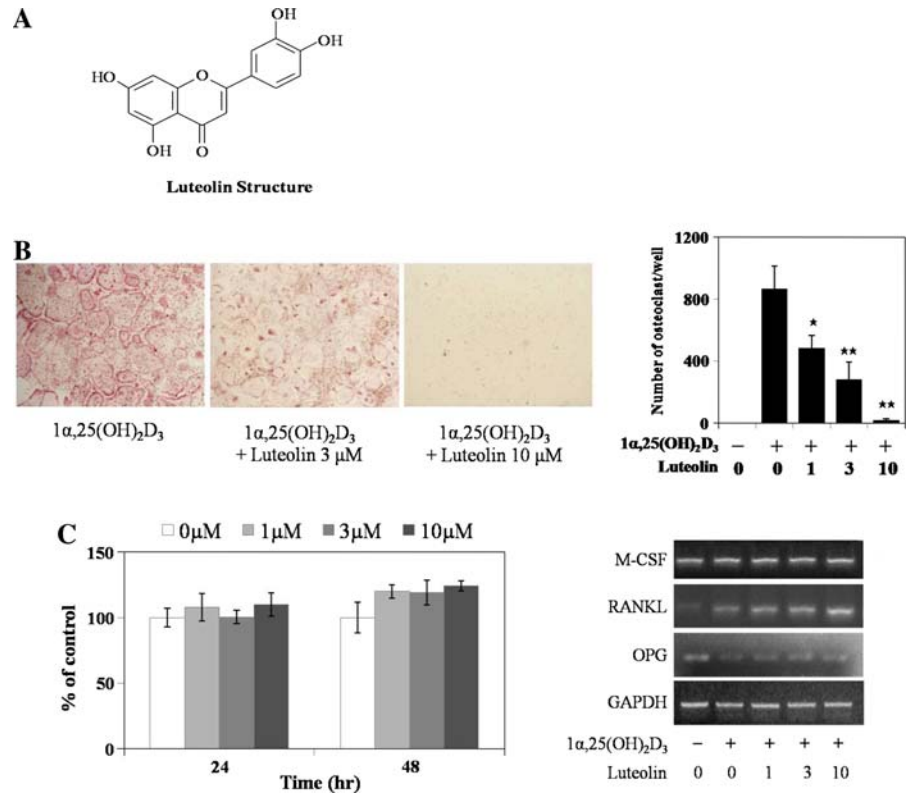 A
OH
OH
HO
O
OH
O
Luteolin Structure
B
1α,25(OH)₂D₃
1α,25(OH)₂D₃
+ Luteolin 3 μM
1α,25(OH)₂D₃
+ Luteolin 10 μM
Number of osteoclast/well
1200
800
400
0
★
★★
★★
1α,25(OH)₂D₃ – + + + +
Luteolin 0 0 1 3 10
C
0μM 1μM 3μM 10μM
% of control
150
100
50
0
24 48
Time (hr)
M-CSF
RANKL
OPG
GAPDH
1α,25(OH)₂D₃ – + + + +
Luteolin 0 0 1 3 10